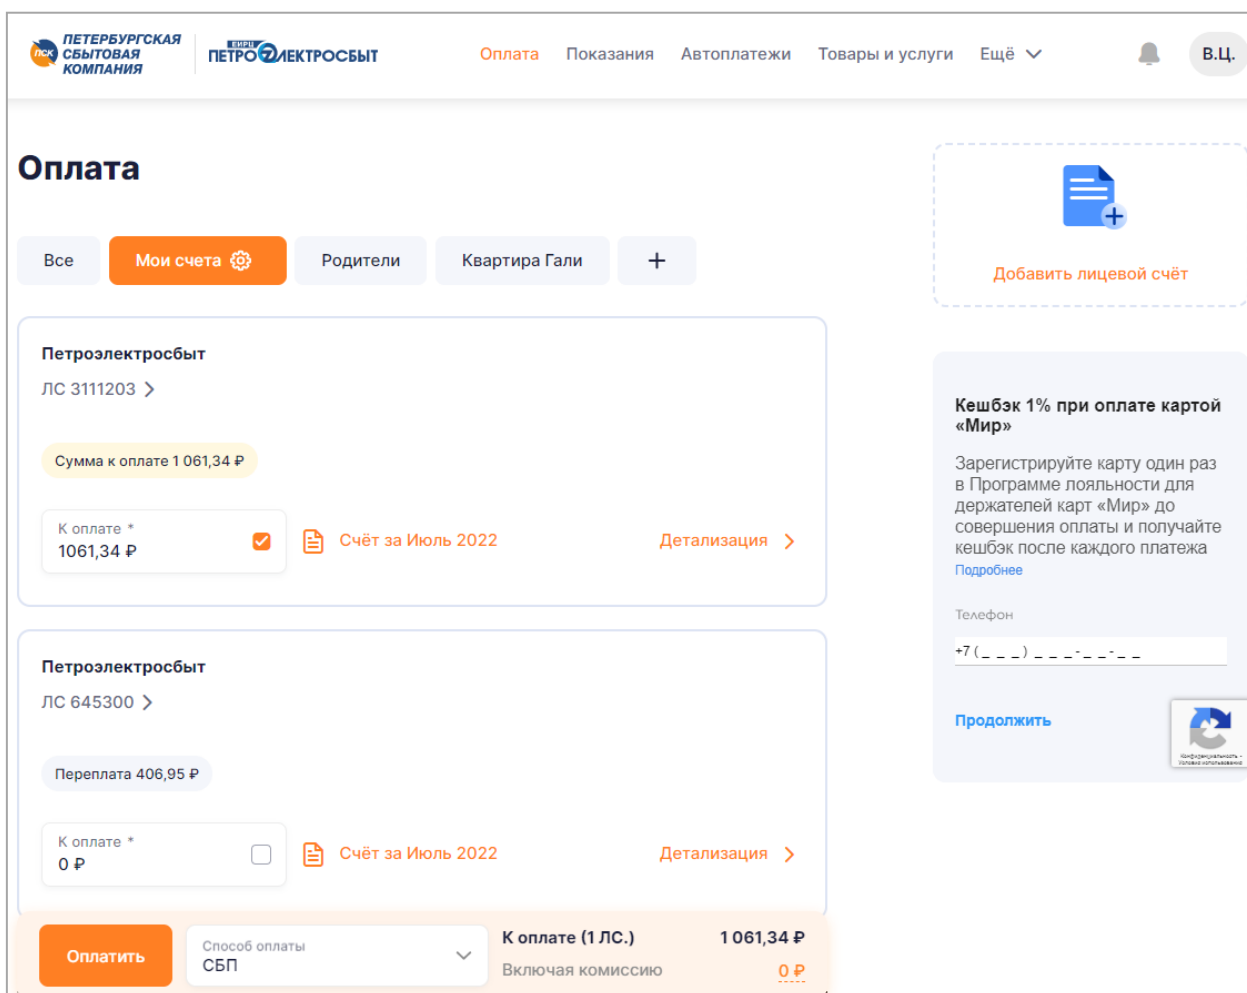 ПЕТЕРБУРГСКАЯ
СБЫТОВАЯ
КОМПАНИЯ
ПСК
ЕИРЦ
ПЕТРОЭЛЕКТРОСБЫТ
Оплата Показания Автоплатежи Товары и услуги Ещё
В.Ц.
Оплата
Все Мои счета Родители Квартира Гали +
Добавить лицевой счёт
Петроэлектросбыт
ЛС 3111203 >
Сумма к оплате 1 061,34 ₽
К оплате *
1061,34 ₽
Счёт за Июль 2022 Детализация >
Петроэлектросбыт
ЛС 645300 >
Переплата 406,95 ₽
К оплате *
0 ₽
Счёт за Июль 2022 Детализация >
Кешбэк 1% при оплате картой
«Мир»
Зарегистрируйте карту один раз
в Программе лояльности для
держателей карт «Мир» до
совершения оплаты и получайте
кешбэк после каждого платежа
Подробнее
Телефон
+7 (_ _ _) _ _ _-_ _-_ _
Продолжить
Конфиденциальность -
Условия использования
Оплатить
Способ оплаты
СБП
К оплате (1 ЛС.) 1 061,34 ₽
Включая комиссию 0 ₽